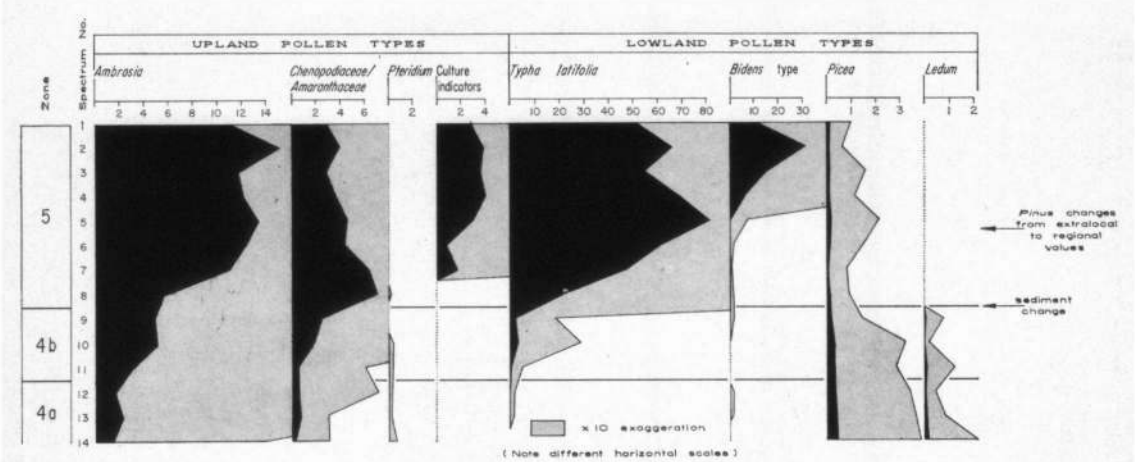 UPLAND POLLEN TYPES
LOWLAND POLLEN TYPES
Zone
Spectrum No.
Ambrosia
Chenopodiaceae/
Amaranthaceae
Pteridium
Culture
indicators
Typha latifolia
Bidens type
Picea
Ledum
2 4 6 8 10 12 14
2 4 6
2
2 4
10 20 30 40 50 60 70 80
10 20 30
1 2 3
1 2
1
2
3
4
5
6
7
8
9
10
11
12
13
14
5
4b
4a
Pinus changes
from extralocal
to regional
values
sediment
change
x 10 exaggeration
( Note different horizontal scales )